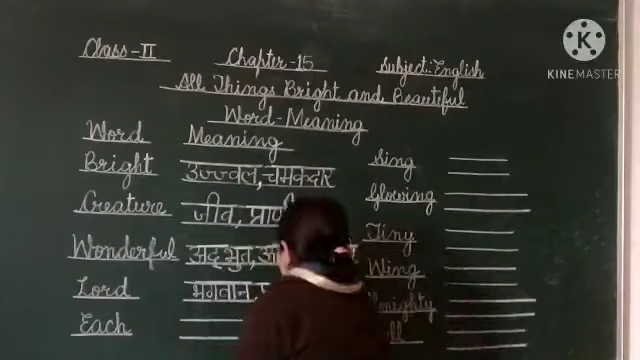 Class-II Chapter-15 Subject:English
KINEMASTER
All Things Bright and Beautiful
Word-Meaning
Word Meaning
Bright उज्ज्वल, चमकदार
Creature जीव,
Wonderful अद्भुत,
Lord भगवान,
Each
Sing
Glowing
Tiny
Wing